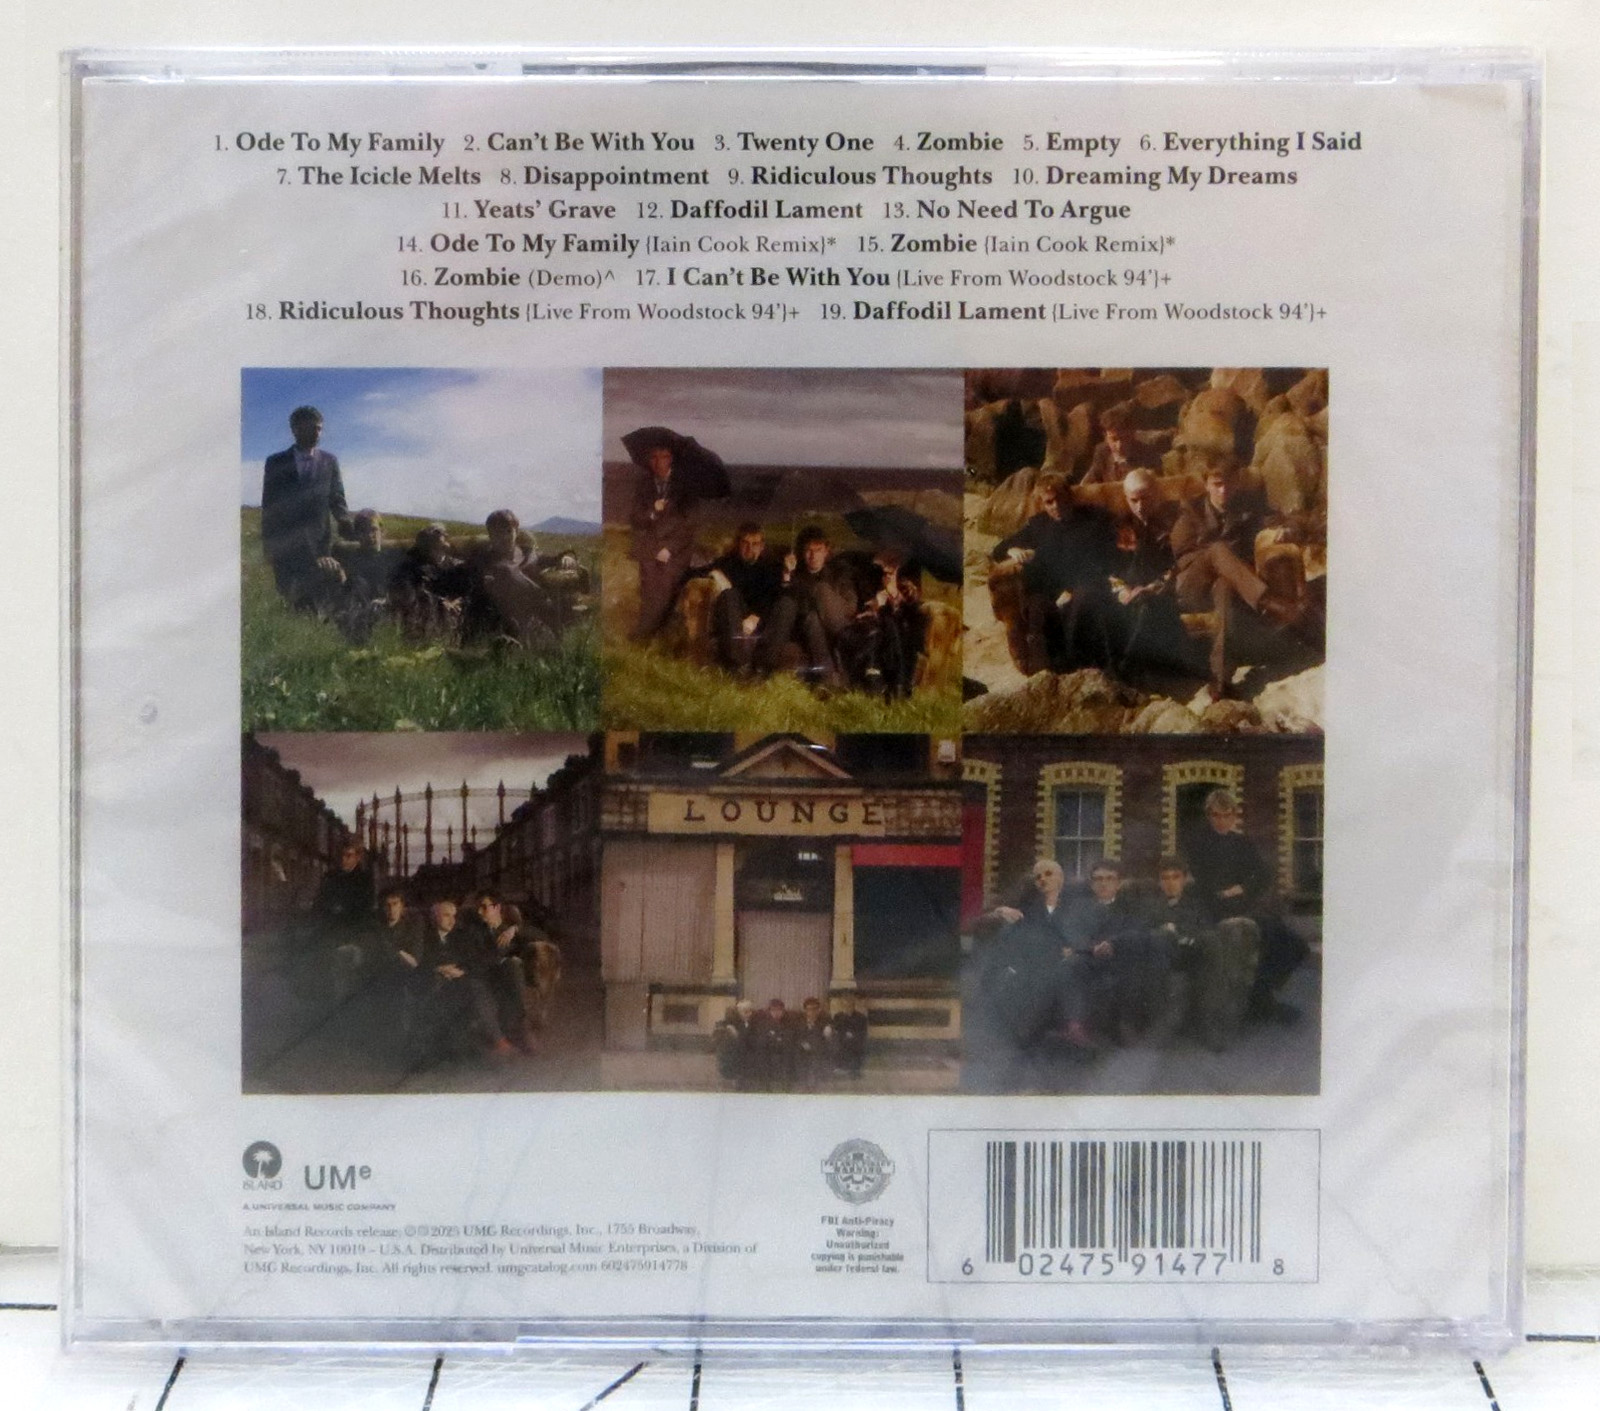 1. Ode To My Family 2. Can't Be With You 3. Twenty One 4. Zombie 5. Empty 6. Everything I Said
7. The Icicle Melts 8. Disappointment 9. Ridiculous Thoughts 10. Dreaming My Dreams
11. Yeats' Grave 12. Daffodil Lament 13. No Need To Argue
14. Ode To My Family {Iain Cook Remix}* 15. Zombie {Iain Cook Remix}*
16. Zombie (Demo)^ 17. I Can't Be With You {Live From Woodstock 94'}+
18. Ridiculous Thoughts {Live From Woodstock 94'}+ 19. Daffodil Lament {Live From Woodstock 94'}+
LOUNGE BAR
ISLAND
UMe
A UNIVERSAL MUSIC COMPANY
An Island Records release; ℗© 2025 UMG Recordings, Inc., 1755 Broadway,
New York, NY 10019 – U.S.A. Distributed by Universal Music Enterprises, a Division of
UMG Recordings, Inc. All rights reserved. umgcatalog.com 602475914778
FBI ANTI-PIRACY
WARNING
FBI Anti-Piracy
Warning:
Unauthorized
copying is punishable
under federal law.
6 02475 91477 8